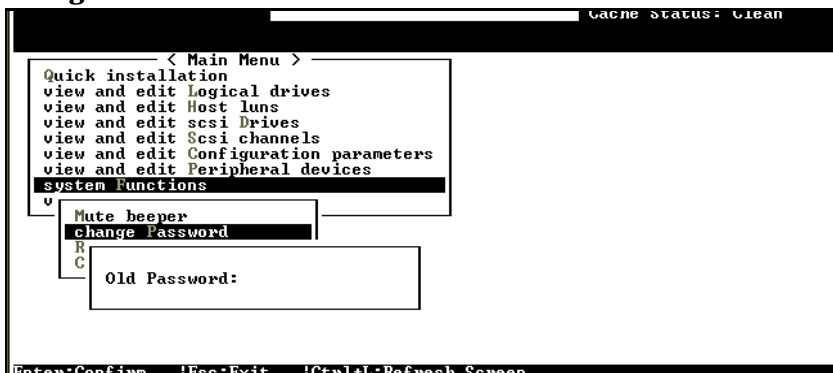 Cache Status: Clean
< Main Menu >
Quick installation
view and edit Logical drives
view and edit Host luns
view and edit scsi Drives
view and edit Scsi channels
view and edit Configuration parameters
view and edit Peripheral devices
system Functions
v
Mute beeper
change Password
R
C
Old Password:
Enter:Confirm |Esc:Exit |Ctrl+L:Refresh Screen